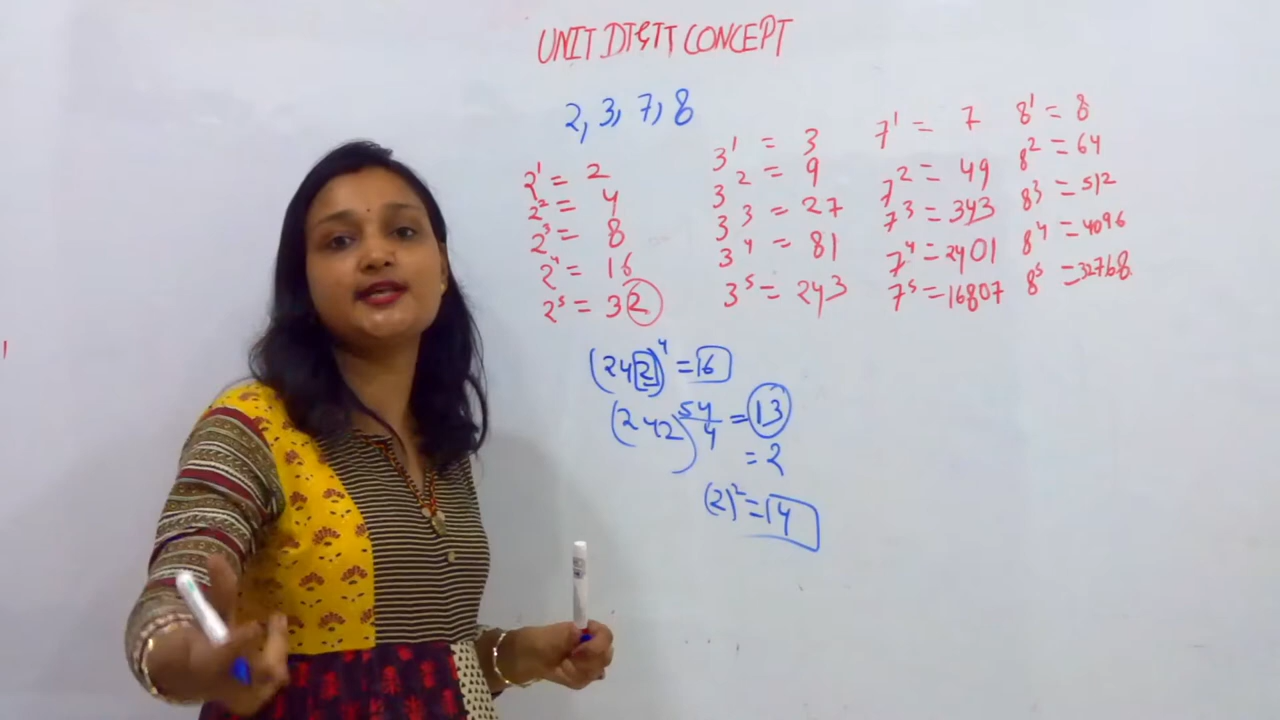 UNIT DIGIT CONCEPT
2, 3, 7, 8
2¹ = 2
2² = 4
2³ = 8
2⁴ = 16
2⁵ = 32
3¹ = 3
3² = 9
3³ = 27
3⁴ = 81
3⁵ = 243
7¹ = 7
7² = 49
7³ = 343
7⁴ = 2401
7⁵ = 16807
8¹ = 8
8² = 64
8³ = 512
8⁴ = 4096
8⁵ = 32768
(242)⁴ = 16
(242)^54/4 = 13
= 2
(2)² = 4